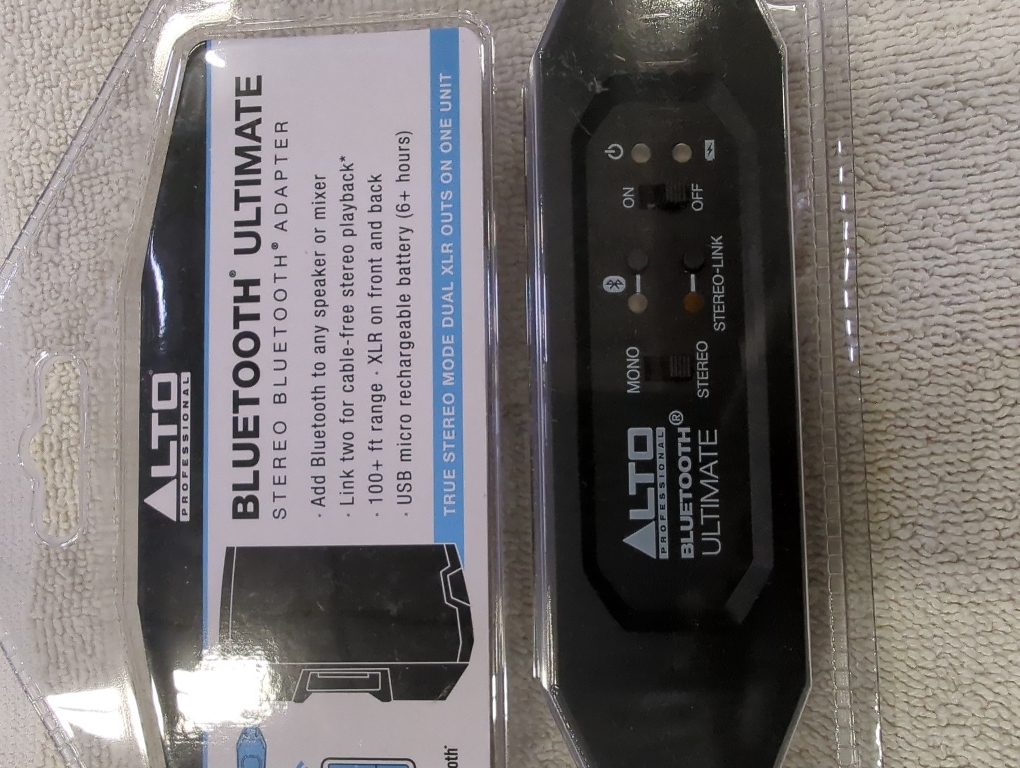 ALTO
PROFESSIONAL
BLUETOOTH® ULTIMATE
STEREO BLUETOOTH® ADAPTER
· Add Bluetooth to any speaker or mixer
· Link two for cable-free stereo playback*
· 100+ ft range · XLR on front and back
· USB micro rechargeable battery (6+ hours)
TRUE STEREO MODE DUAL XLR OUTS ON ONE UNIT
oth®
MONO
STEREO
STEREO-LINK
ON
OFF
ALTO
PROFESSIONAL
BLUETOOTH®
ULTIMATE